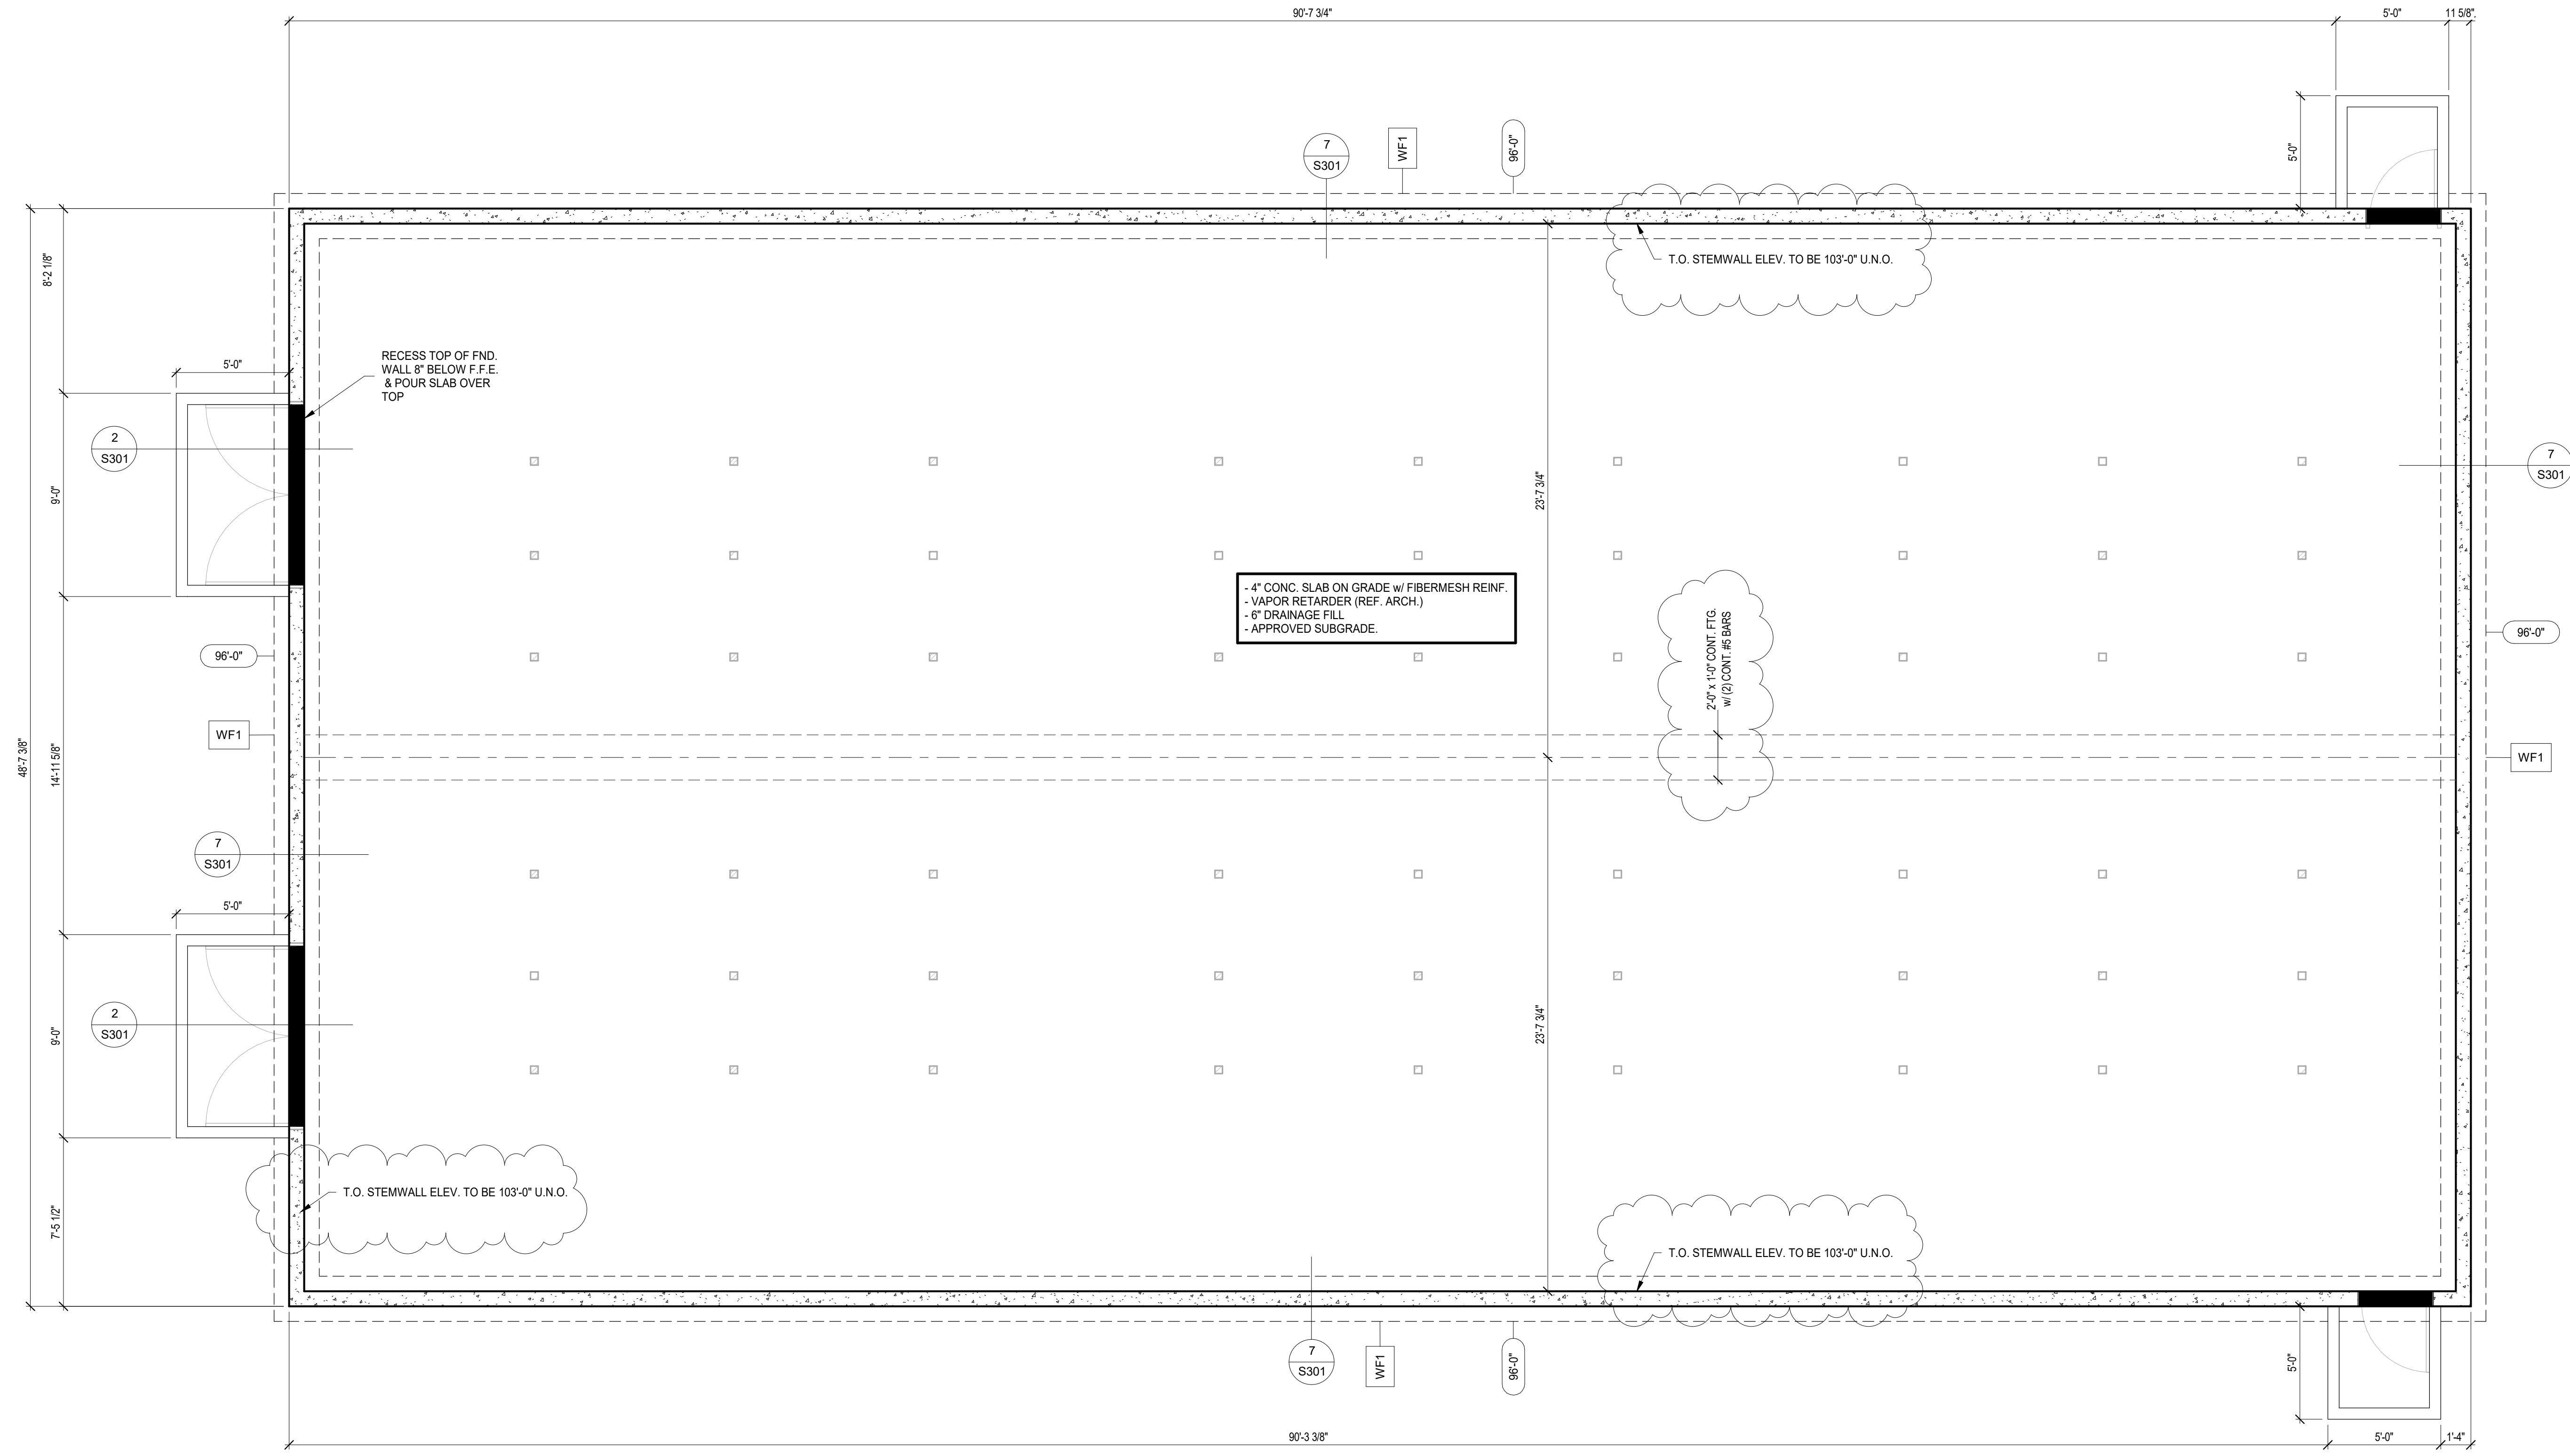 90'-7 3/4"
5'-0"
11 5/8"
5'-0"
7
S301
WF1
96'-0"
T.O. STEMWALL ELEV. TO BE 103'-0" U.N.O.
8'-2 1/8"
RECESS TOP OF FND.
WALL 8" BELOW F.F.E.
& POUR SLAB OVER
TOP
5'-0"
2
S301
9'-0"
23'-7 3/4"
7
S301
- 4" CONC. SLAB ON GRADE w/ FIBERMESH REINF.
- VAPOR RETARDER (REF. ARCH.)
- 6" DRAINAGE FILL
- APPROVED SUBGRADE.
2'-0" x 1'-0" CONT. FTG.
w/ (2) CONT. #5 BARS
96'-0"
96'-0"
WF1
WF1
48'-7 3/8"
14'-11 5/8"
7
S301
5'-0"
2
S301
9'-0"
23'-7 3/4"
T.O. STEMWALL ELEV. TO BE 103'-0" U.N.O.
7'-5 1/2"
T.O. STEMWALL ELEV. TO BE 103'-0" U.N.O.
7
S301
WF1
96'-0"
5'-0"
90'-3 3/8"
5'-0"
1'-4"